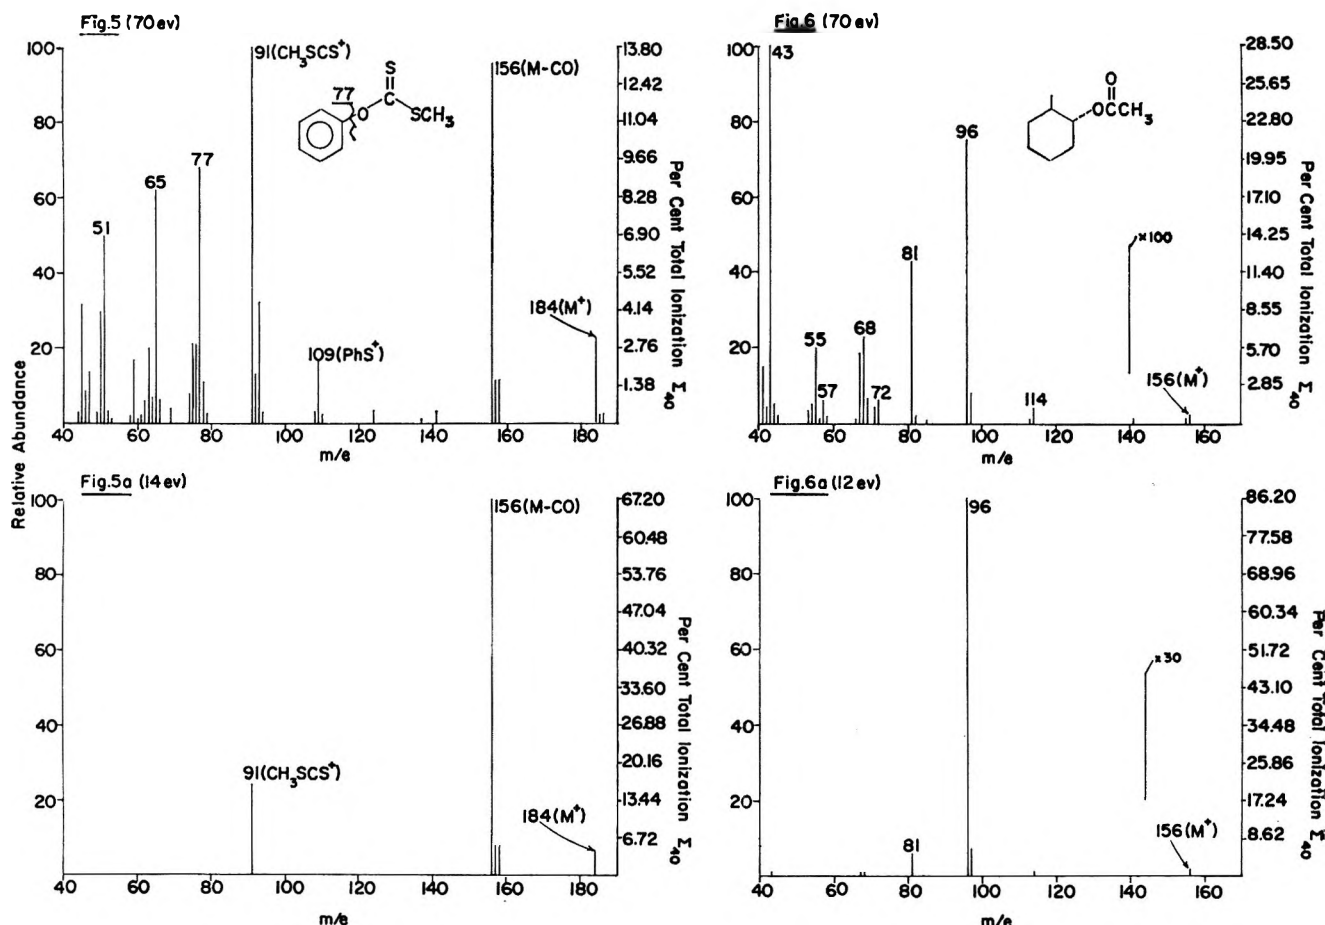 Fig.5 (70 ev)
100
80
60
40
20
Relative Abundance
51
65
77
91(CH3SCS+)
109(PhS+)
156(M-CO)
184(M+)
77
S
C
O
SCH3
13.80
12.42
11.04
9.66
8.28
6.90
5.52
4.14
2.76
1.38
Per Cent Total Ionization Σ40
40 60 80 100 120 140 160 180
m/e
Fig.6 (70 ev)
100
80
60
40
20
43
55
57
68
72
81
96
114
x100
156(M+)
O
OCCH3
28.50
25.65
22.80
19.95
17.10
14.25
11.40
8.55
5.70
2.85
Per Cent Total Ionization Σ40
40 60 80 100 120 140 160
m/e
Fig.5a (14 ev)
100
80
60
40
20
91(CH3SCS+)
156(M-CO)
184(M+)
67.20
60.48
53.76
47.04
40.32
33.60
26.88
20.16
13.44
6.72
Per Cent Total Ionization Σ40
40 60 80 100 120 140 160 180
m/e
Fig.6a (12 ev)
100
80
60
40
20
81
96
x30
156(M+)
86.20
77.58
68.96
60.34
51.72
43.10
34.48
25.86
17.24
8.62
Per Cent Total Ionization Σ40
40 60 80 100 120 140 160
m/e